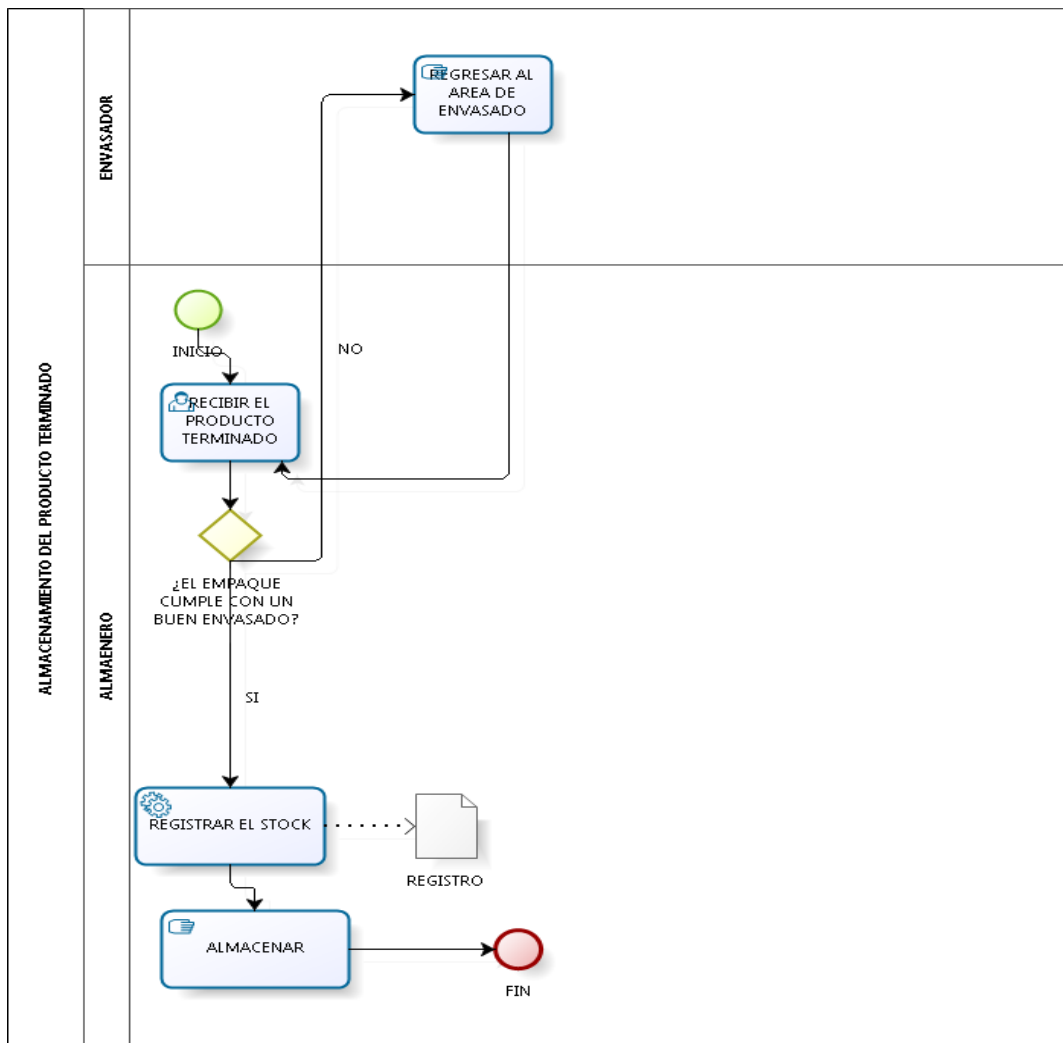 ALMACENAMIENTO DEL PRODUCTO TERMINADO
ENVASADOR
REGRESAR AL
AREA DE
ENVASADO
ALMAENERO
INICIO
NO
RECIBIR EL
PRODUCTO
TERMINADO
¿EL EMPAQUE
CUMPLE CON UN
BUEN ENVASADO?
SI
REGISTRAR EL STOCK
REGISTRO
ALMACENAR
FIN